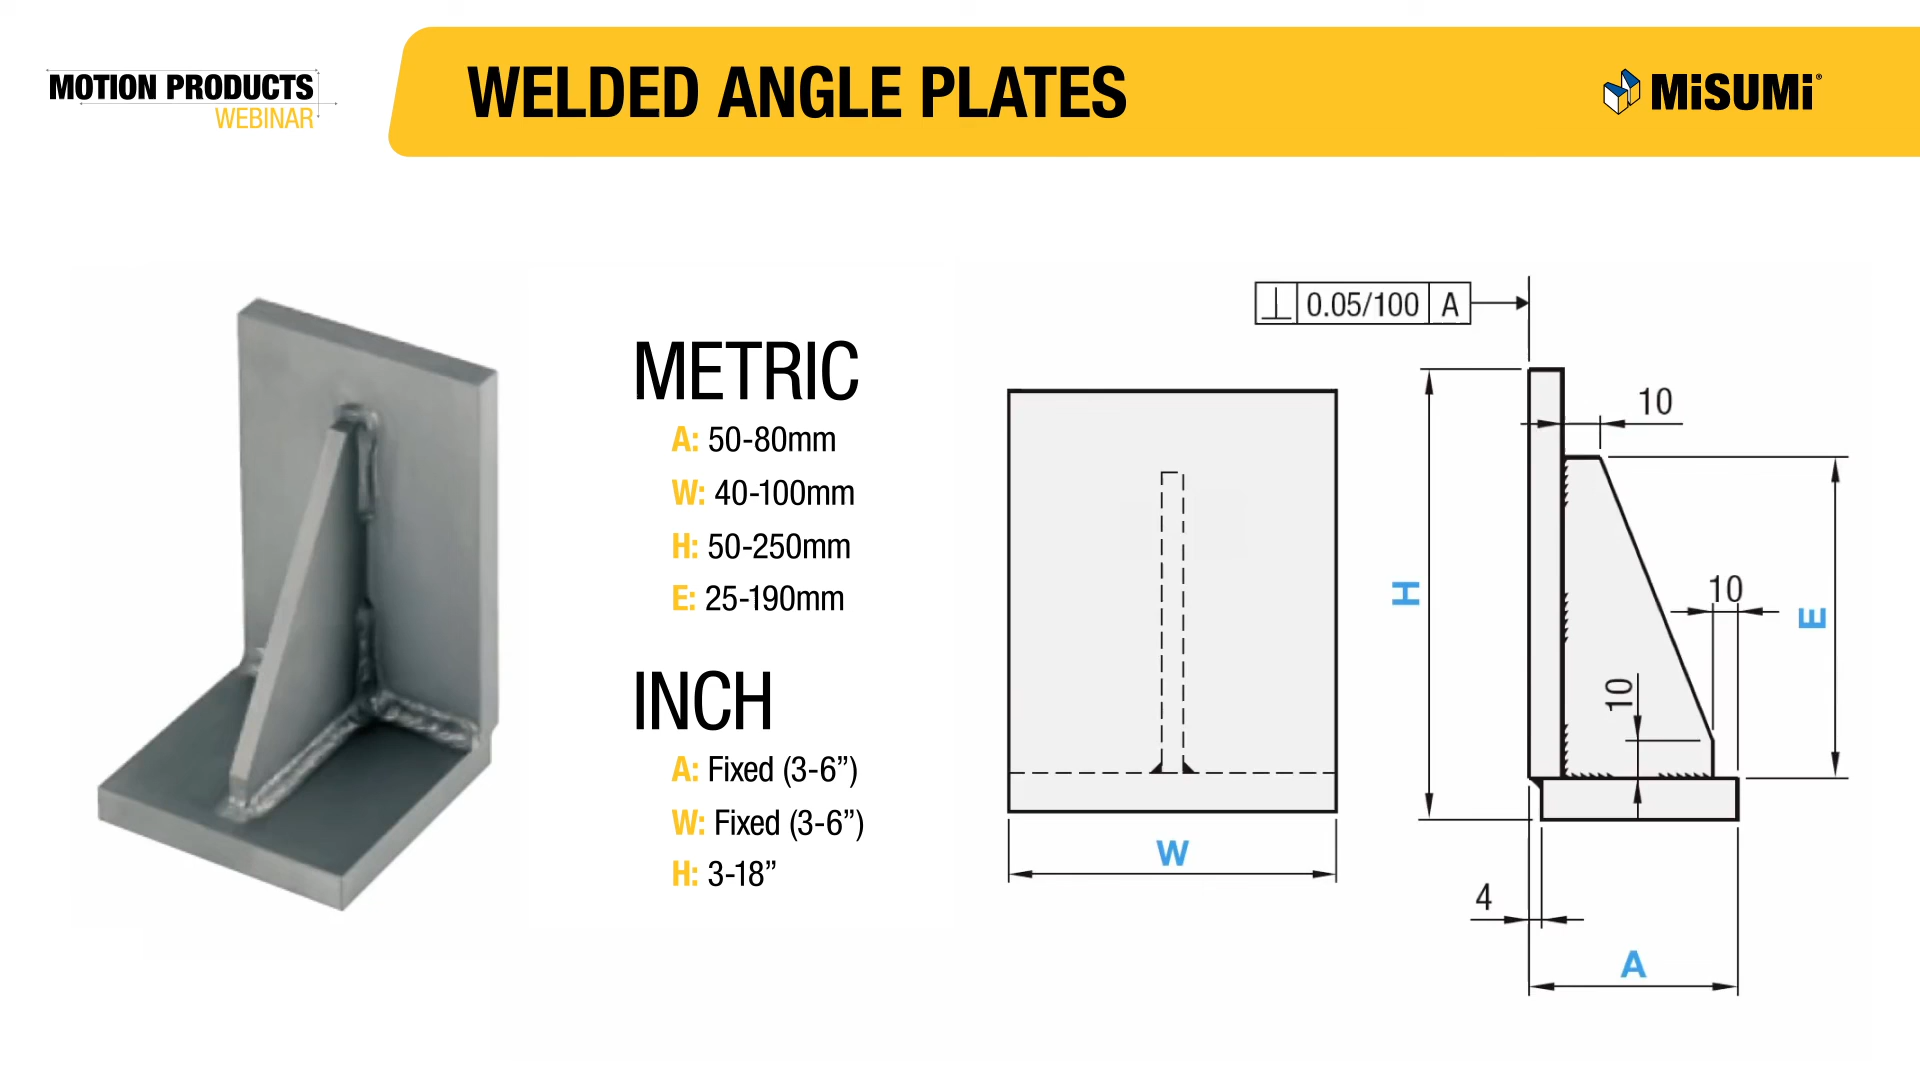 MOTION PRODUCTS
WEBINAR
WELDED ANGLE PLATES
MiSUMi®
METRIC
A: 50-80mm
W: 40-100mm
H: 50-250mm
E: 25-190mm
INCH
A: Fixed (3-6”)
W: Fixed (3-6”)
H: 3-18”
⊥ 0.05/100 A
10
H
10
E
10
W
4
A